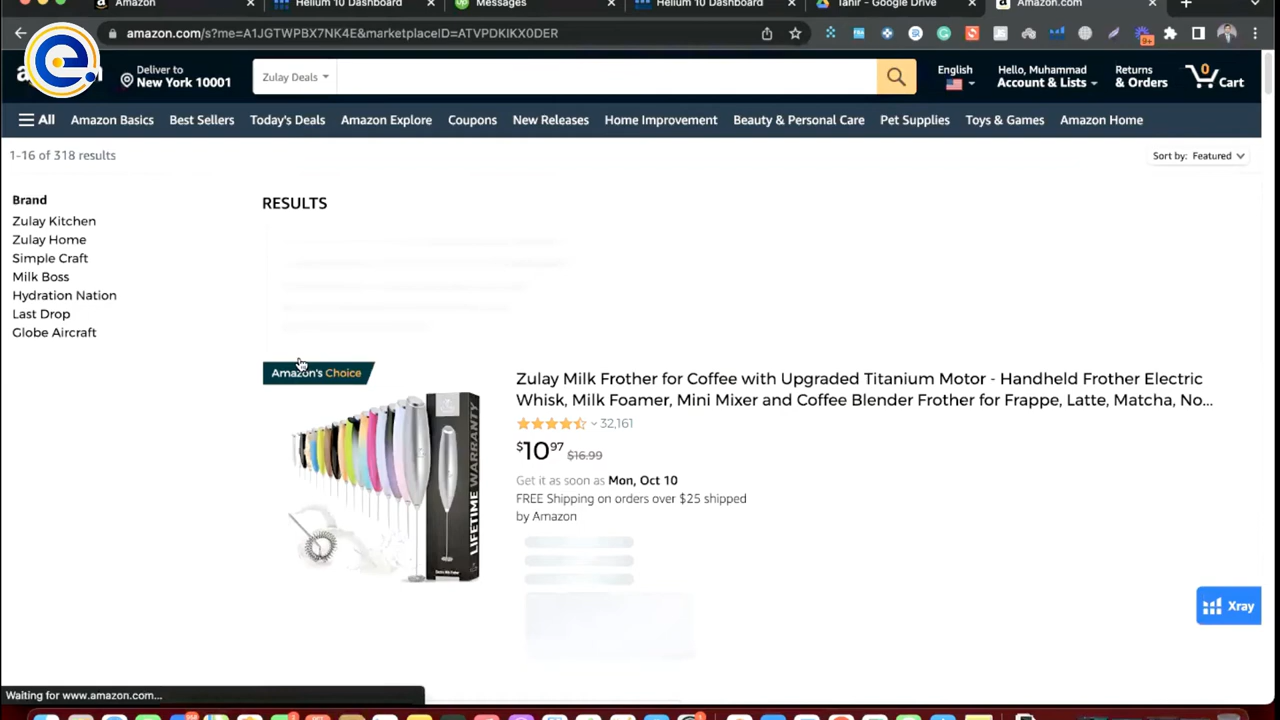 Amazon
Helium 10 Dashboard
Messages
Helium 10 Dashboard
Tahir - Google Drive
Amazon.com
amazon.com/s?me=A1JGTWPBX7NK4E&marketplaceID=ATVPDKIKX0DER
9+
Deliver to
New York 10001
Zulay Deals
English
Hello, Muhammad
Account & Lists
Returns
& Orders
0
Cart
All
Amazon Basics
Best Sellers
Today's Deals
Amazon Explore
Coupons
New Releases
Home Improvement
Beauty & Personal Care
Pet Supplies
Toys & Games
Amazon Home
1-16 of 318 results
Sort by: Featured
Brand
Zulay Kitchen
Zulay Home
Simple Craft
Milk Boss
Hydration Nation
Last Drop
Globe Aircraft
RESULTS
Amazon's Choice
LIFETIME WARRANTY
Zulay Milk Frother for Coffee with Upgraded Titanium Motor - Handheld Frother Electric
Whisk, Milk Foamer, Mini Mixer and Coffee Blender Frother for Frappe, Latte, Matcha, No...
32,161
$10.97 $16.99
Get it as soon as Mon, Oct 10
FREE Shipping on orders over $25 shipped
by Amazon
Xray
Waiting for www.amazon.com...